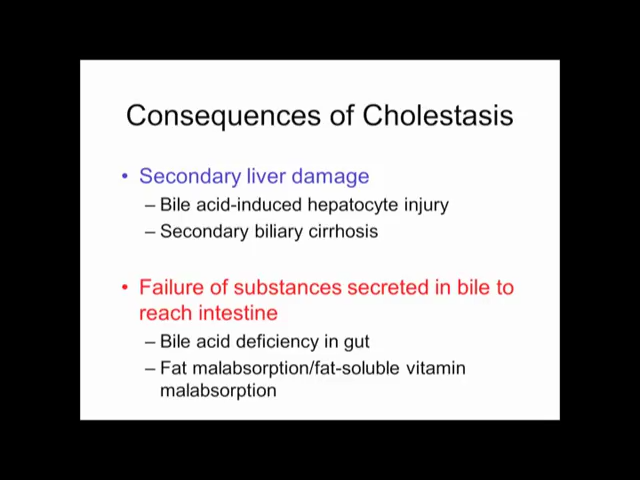 Consequences of Cholestasis
• Secondary liver damage
– Bile acid-induced hepatocyte injury
– Secondary biliary cirrhosis
• Failure of substances secreted in bile to
reach intestine
– Bile acid deficiency in gut
– Fat malabsorption/fat-soluble vitamin
malabsorption